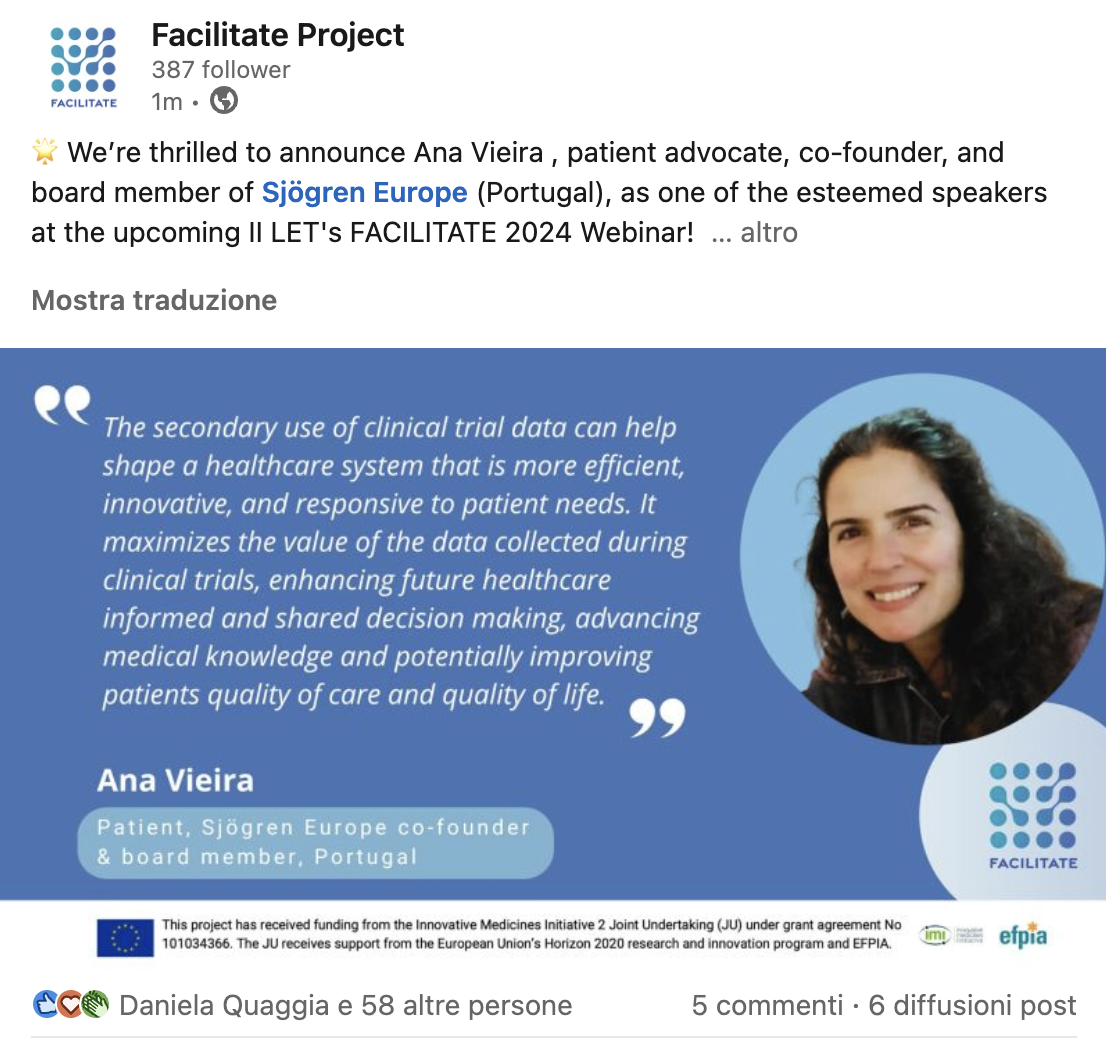 Facilitate Project
387 follower
1m •
FACILITATE
We’re thrilled to announce Ana Vieira , patient advocate, co-founder, and
board member of Sjögren Europe (Portugal), as one of the esteemed speakers
at the upcoming II LET's FACILITATE 2024 Webinar! ... altro
Mostra traduzione
The secondary use of clinical trial data can help
shape a healthcare system that is more efficient,
innovative, and responsive to patient needs. It
maximizes the value of the data collected during
clinical trials, enhancing future healthcare
informed and shared decision making, advancing
medical knowledge and potentially improving
patients quality of care and quality of life.
Ana Vieira
Patient, Sjögren Europe co-founder
& board member, Portugal
FACILITATE
This project has received funding from the Innovative Medicines Initiative 2 Joint Undertaking (JU) under grant agreement No
101034366. The JU receives support from the European Union’s Horizon 2020 research and innovation program and EFPIA.
imi
efpia
Daniela Quaggia e 58 altre persone
5 commenti · 6 diffusioni post